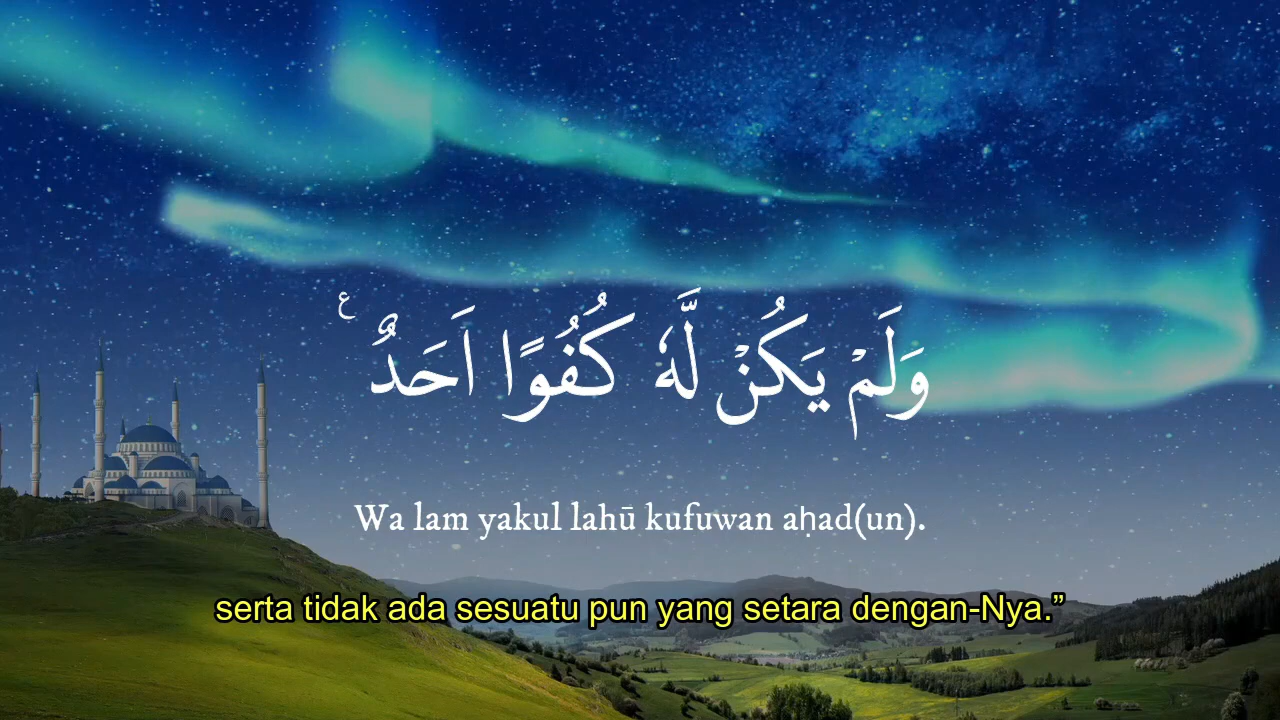 وَلَمْ يَكُنْ لَّهٗ كُفُوًا اَحَدٌ ࣖ
Wa lam yakul lahū kufuwan aḥad(un).
serta tidak ada sesuatu pun yang setara dengan-Nya.”